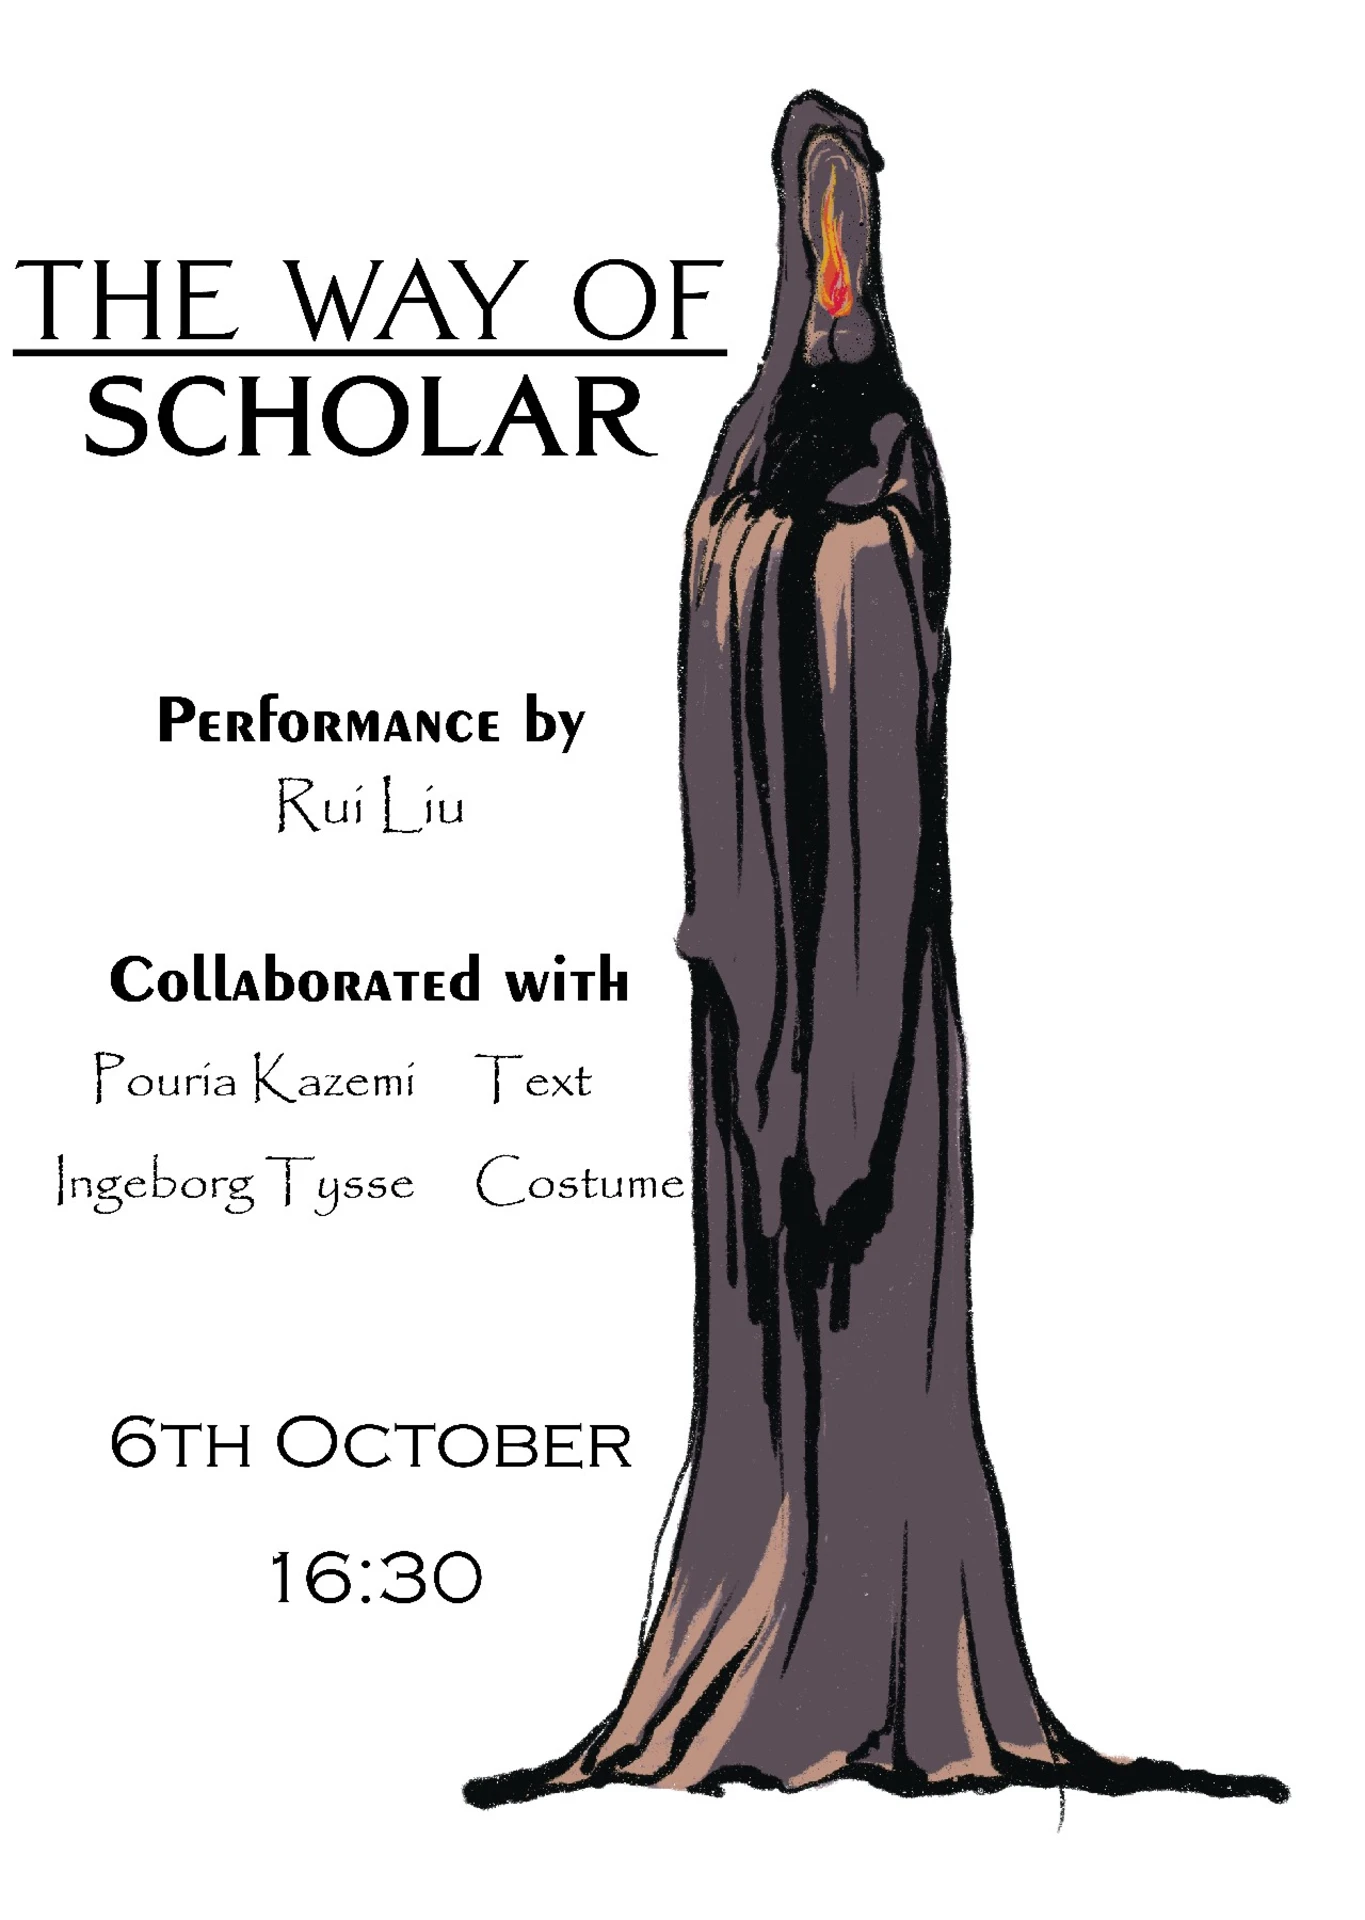 THE WAY OF
SCHOLAR
Performance by
Rui Liu
Collaborated with
Pouria Kazemi Text
Ingeborg Tysse Costume
6TH OCTOBER
16:30